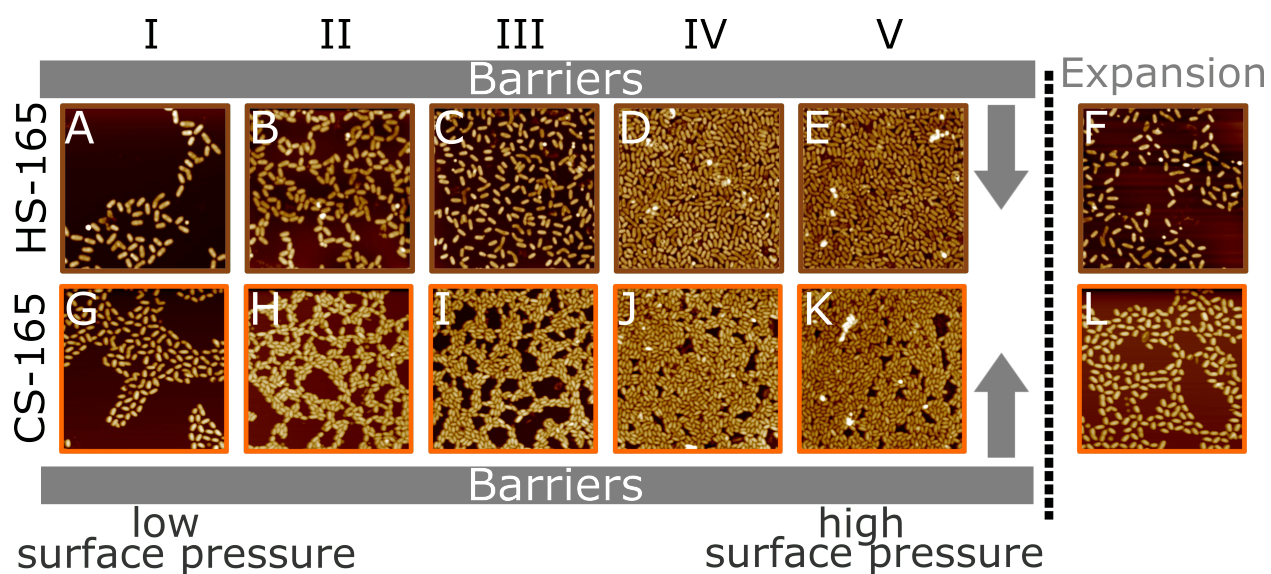 I II III IV V
Barriers
Expansion
HS-165
A B C D E F
CS-165
G H I J K L
Barriers
low
surface pressure
high
surface pressure